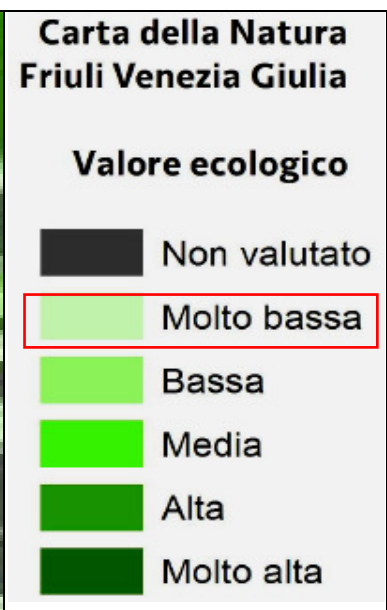 Carta della Natura
Friuli Venezia Giulia
Valore ecologico
Non valutato
Molto bassa
Bassa
Media
Alta
Molto alta